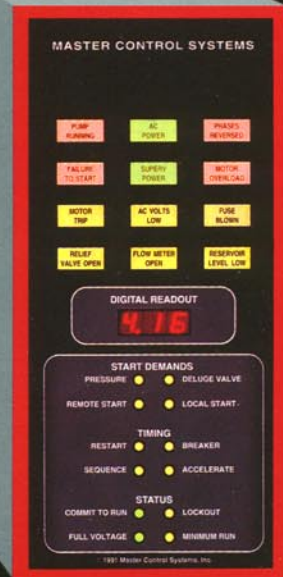 MASTER CONTROL SYSTEMS
PUMP RUNNING
AC POWER
PHASES REVERSED
FAILURE TO START
SUPERV POWER
MOTOR OVERLOAD
MOTOR TRIP
AC VOLTS LOW
FUSE BLOWN
RELIEF VALVE OPEN
FLOW METER OPEN
RESERVOIR LEVEL LOW
DIGITAL READOUT
4.16
START DEMANDS
PRESSURE DELUGE VALVE
REMOTE START LOCAL START
TIMING
RESTART BREAKER
SEQUENCE ACCELERATE
STATUS
COMMIT TO RUN LOCKOUT
FULL VOLTAGE MINIMUM RUN
1991 Master Control Systems, Inc.